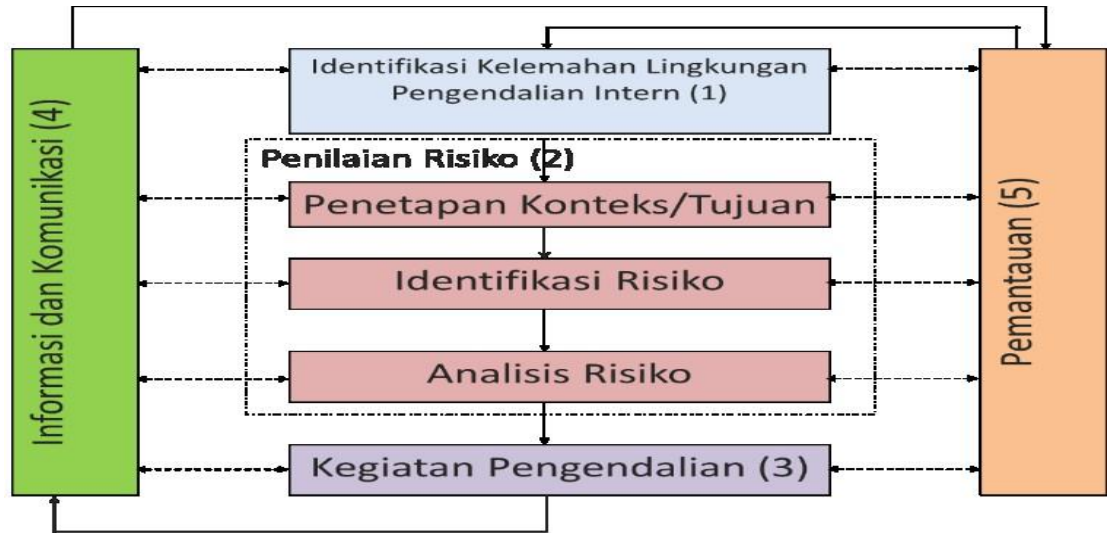 Identifikasi Kelemahan Lingkungan
Pengendalian Intern (1)
Penilaian Risiko (2)
Penetapan Konteks/Tujuan
Identifikasi Risiko
Analisis Risiko
Kegiatan Pengendalian (3)
Informasi dan Komunikasi (4)
Pemantauan (5)